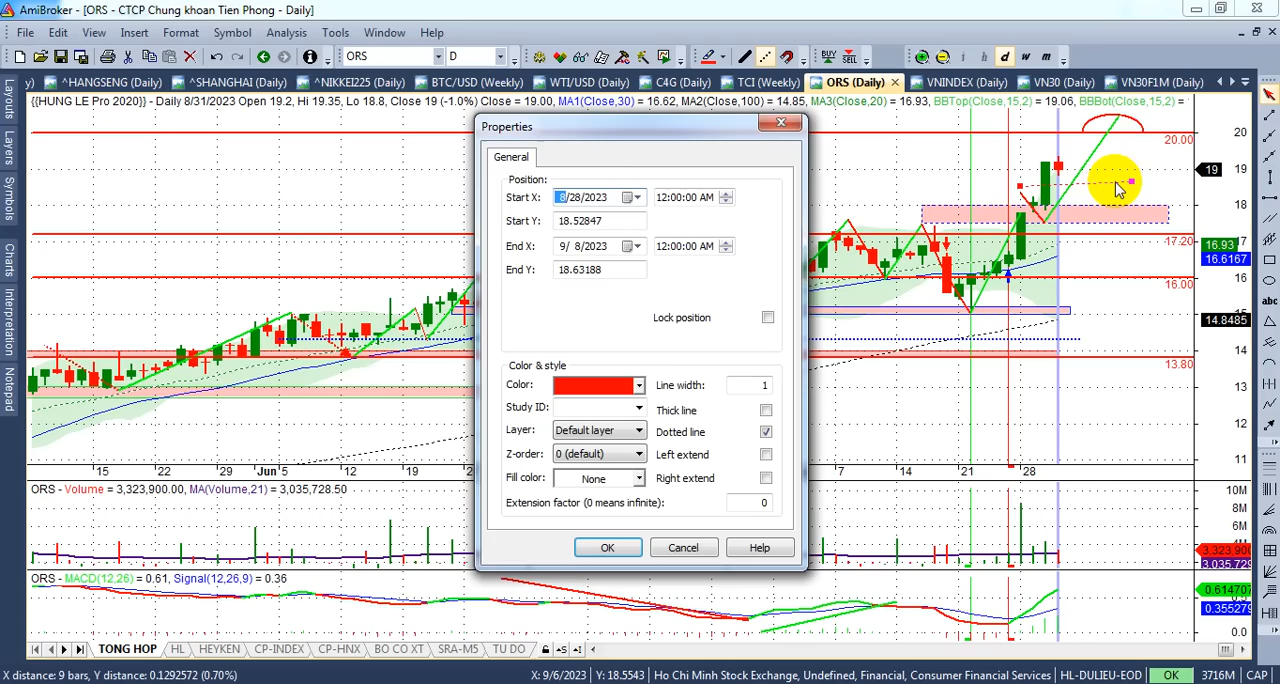 AmiBroker - [ORS - CTCP Chung khoan Tien Phong - Daily]
File Edit View Insert Format Symbol Analysis Tools Window Help
ORS D BUY SELL i h d w m
y) ^HANGSENG (Daily) ^SHANGHAI (Daily) ^NIKKEI225 (Daily) BTC/USD (Weekly) WTI/USD (Daily) C4G (Daily) TCI (Weekly) ORS (Daily) VNINDEX (Daily) VN30 (Daily) VN30F1M (Daily)
{{HUNG LE Pro 2020}} - Daily 8/31/2023 Open 19.2, Hi 19.35, Lo 18.8, Close 19 (-1.0%) Close = 19.00, MA1(Close,30) = 16.62, MA2(Close,100) = 14.85, MA3(Close,20) = 16.93, BBTop(Close,15,2) = 19.06, BBBot(Close,15,2) =
Layouts
Layers
Symbols
Charts
Interpretation
Notepad
Properties
General
Position:
Start X: 8/28/2023 12:00:00 AM
Start Y: 18.52847
End X: 9/ 8/2023 12:00:00 AM
End Y: 18.63188
Lock position
Color & style
Color: Line width: 1
Study ID: Thick line
Layer: Default layer Dotted line
Z-order: 0 (default) Left extend
Fill color: None Right extend
Extension factor (0 means infinite): 0
OK Cancel Help
20
20.00
19
19
18
17.20
17
16.93
16.6167
16
16.00
15
14.8485
14
13.80
13
12
11
15 22 29 Jun 5 12 19 7 14 21 28
ORS - Volume = 3,323,900.00, MA(Volume,21) = 3,035,728.50
10M
8M
6M
3,323,900
3,035,729
ORS - MACD(12,26) = 0.61, Signal(12,26,9) = 0.36
0.614707
0.355279
0.0
TONG HOP HL HEYKEN CP-INDEX CP-HNX BO CO XT SRA-M5 TU DO
X distance: 9 bars, Y distance: 0.1292572 (0.70%) X: 9/6/2023 Y: 18.5543 Ho Chi Minh Stock Exchange, Undefined, Financial, Consumer Financial Services HL-DULIEU-EOD OK 3716M CAP